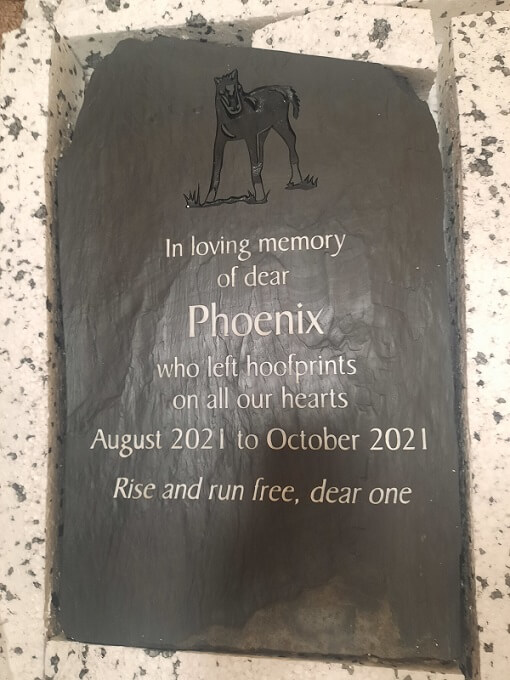 In loving memory
of dear
Phoenix
who left hoofprints
on all our hearts
August 2021 to October 2021
Rise and run free, dear one